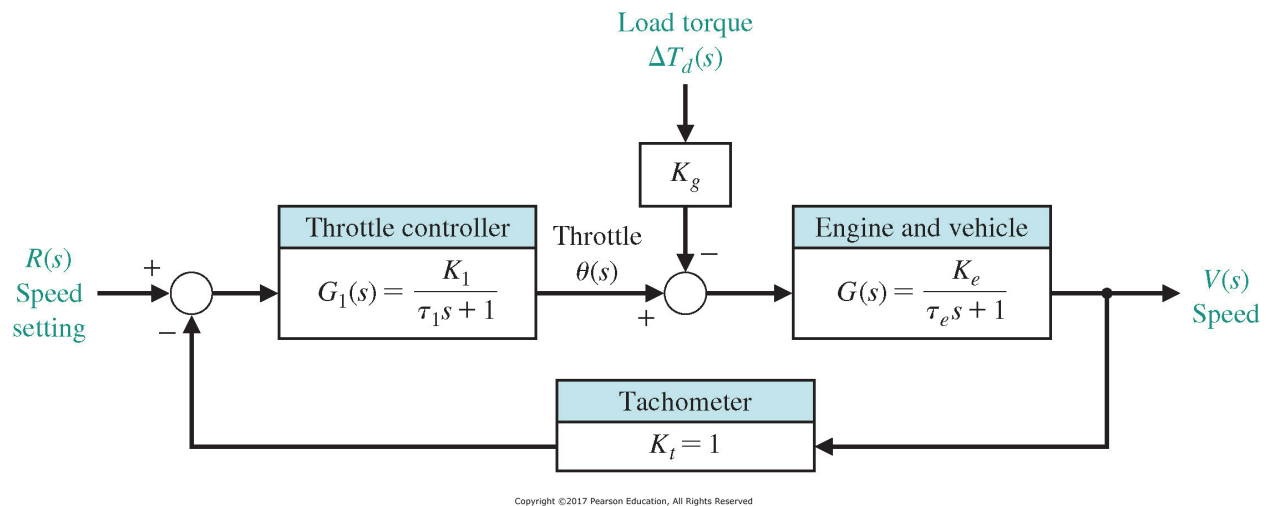 Load torque
ΔT_d(s)
K_g
Throttle controller
G_1(s) = K_1 / (τ_1 s + 1)
Throttle
θ(s)
Engine and vehicle
G(s) = K_e / (τ_e s + 1)
R(s)
Speed
setting
+
−
+
−
V(s)
Speed
Tachometer
K_t = 1
Copyright ©2017 Pearson Education, All Rights Reserved